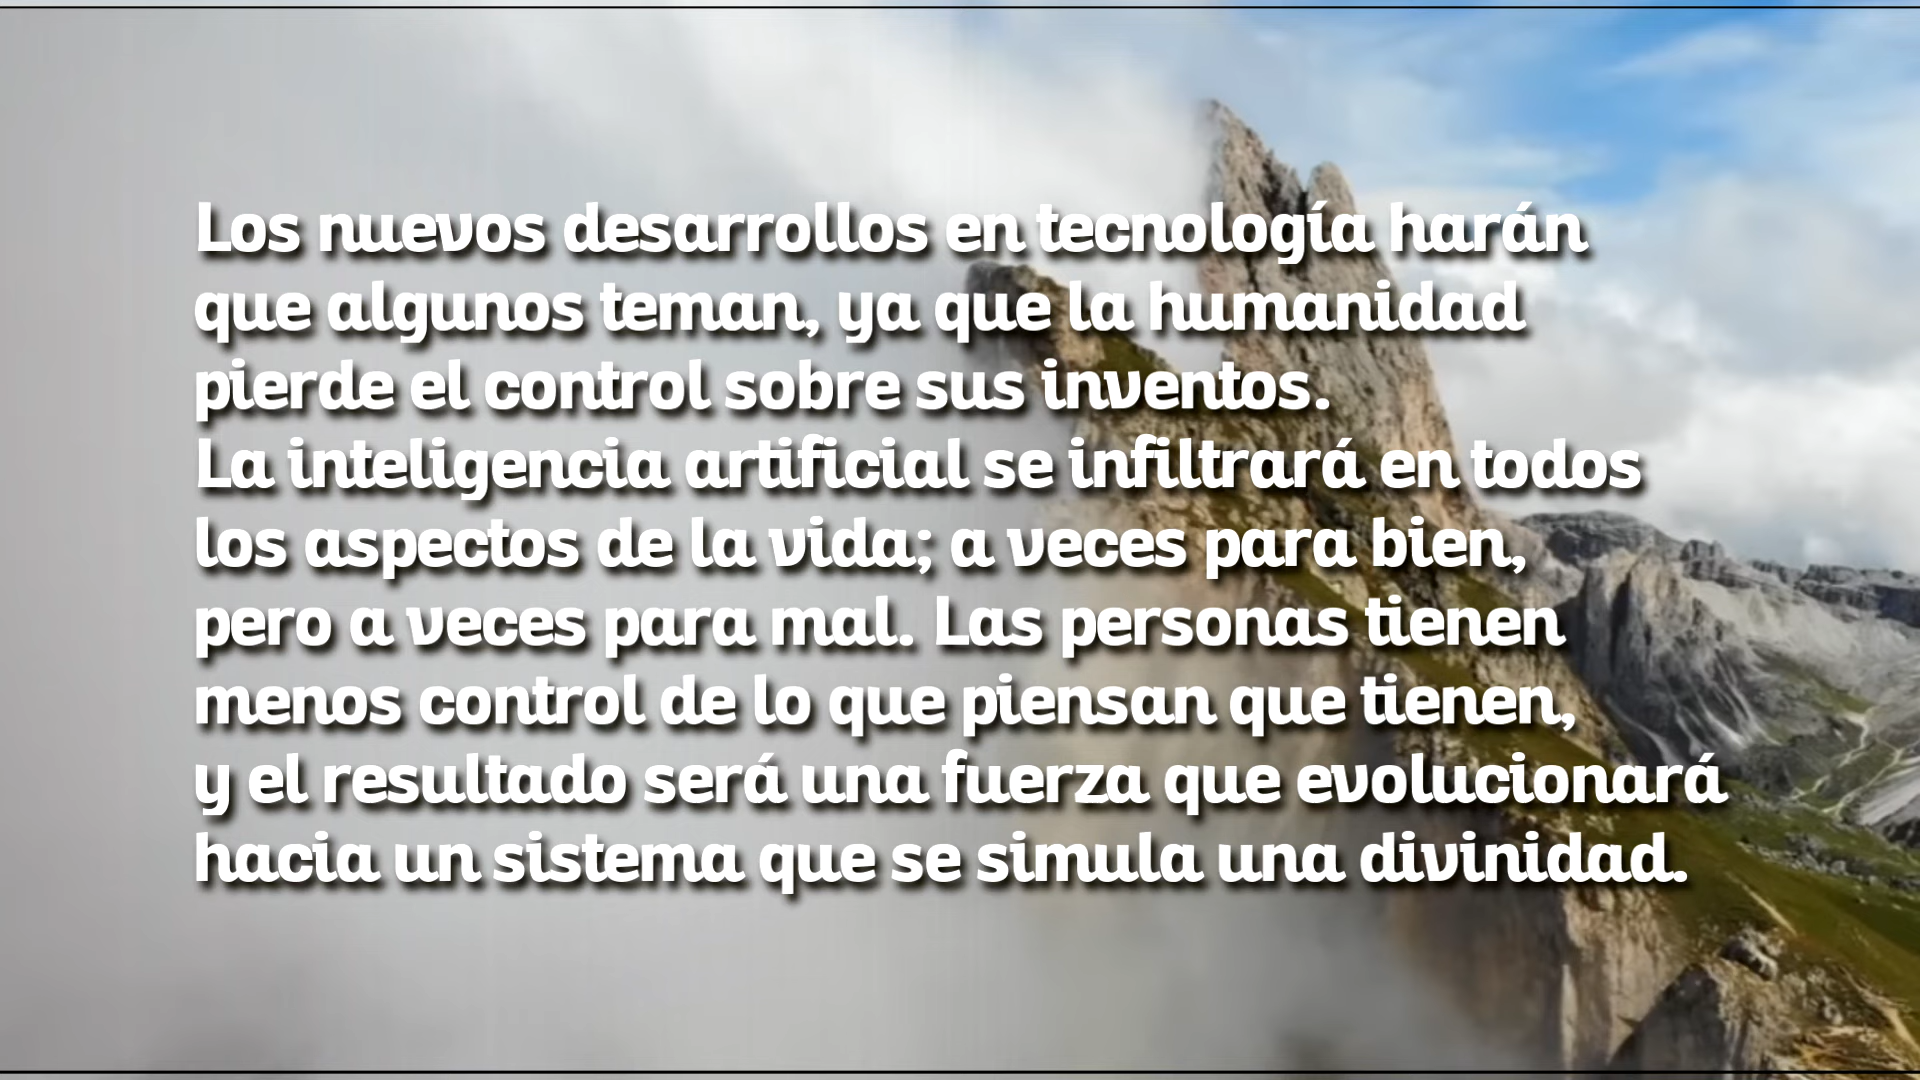 Los nuevos desarrollos en tecnología harán
que algunos teman, ya que la humanidad
pierde el control sobre sus inventos.
La inteligencia artificial se infiltrará en todos
los aspectos de la vida; a veces para bien,
pero a veces para mal. Las personas tienen
menos control de lo que piensan que tienen,
y el resultado será una fuerza que evolucionará
hacia un sistema que se simula una divinidad.